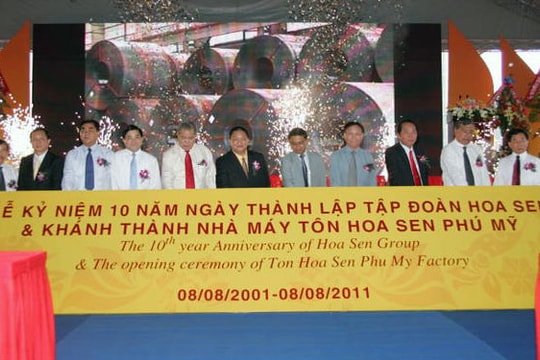 Ễ KỶ NIỆM 10 NĂM NGÀY THÀNH LẬP TẬP ĐOÀN HOA SEN
& KHÁNH THÀNH NHÀ MÁY TÔN HOA SEN PHÚ MỸ
The 10th year Anniversary of Hoa Sen Group
& The opening ceremony of Ton Hoa Sen Phu My Factory
08/08/2001-08/08/2011